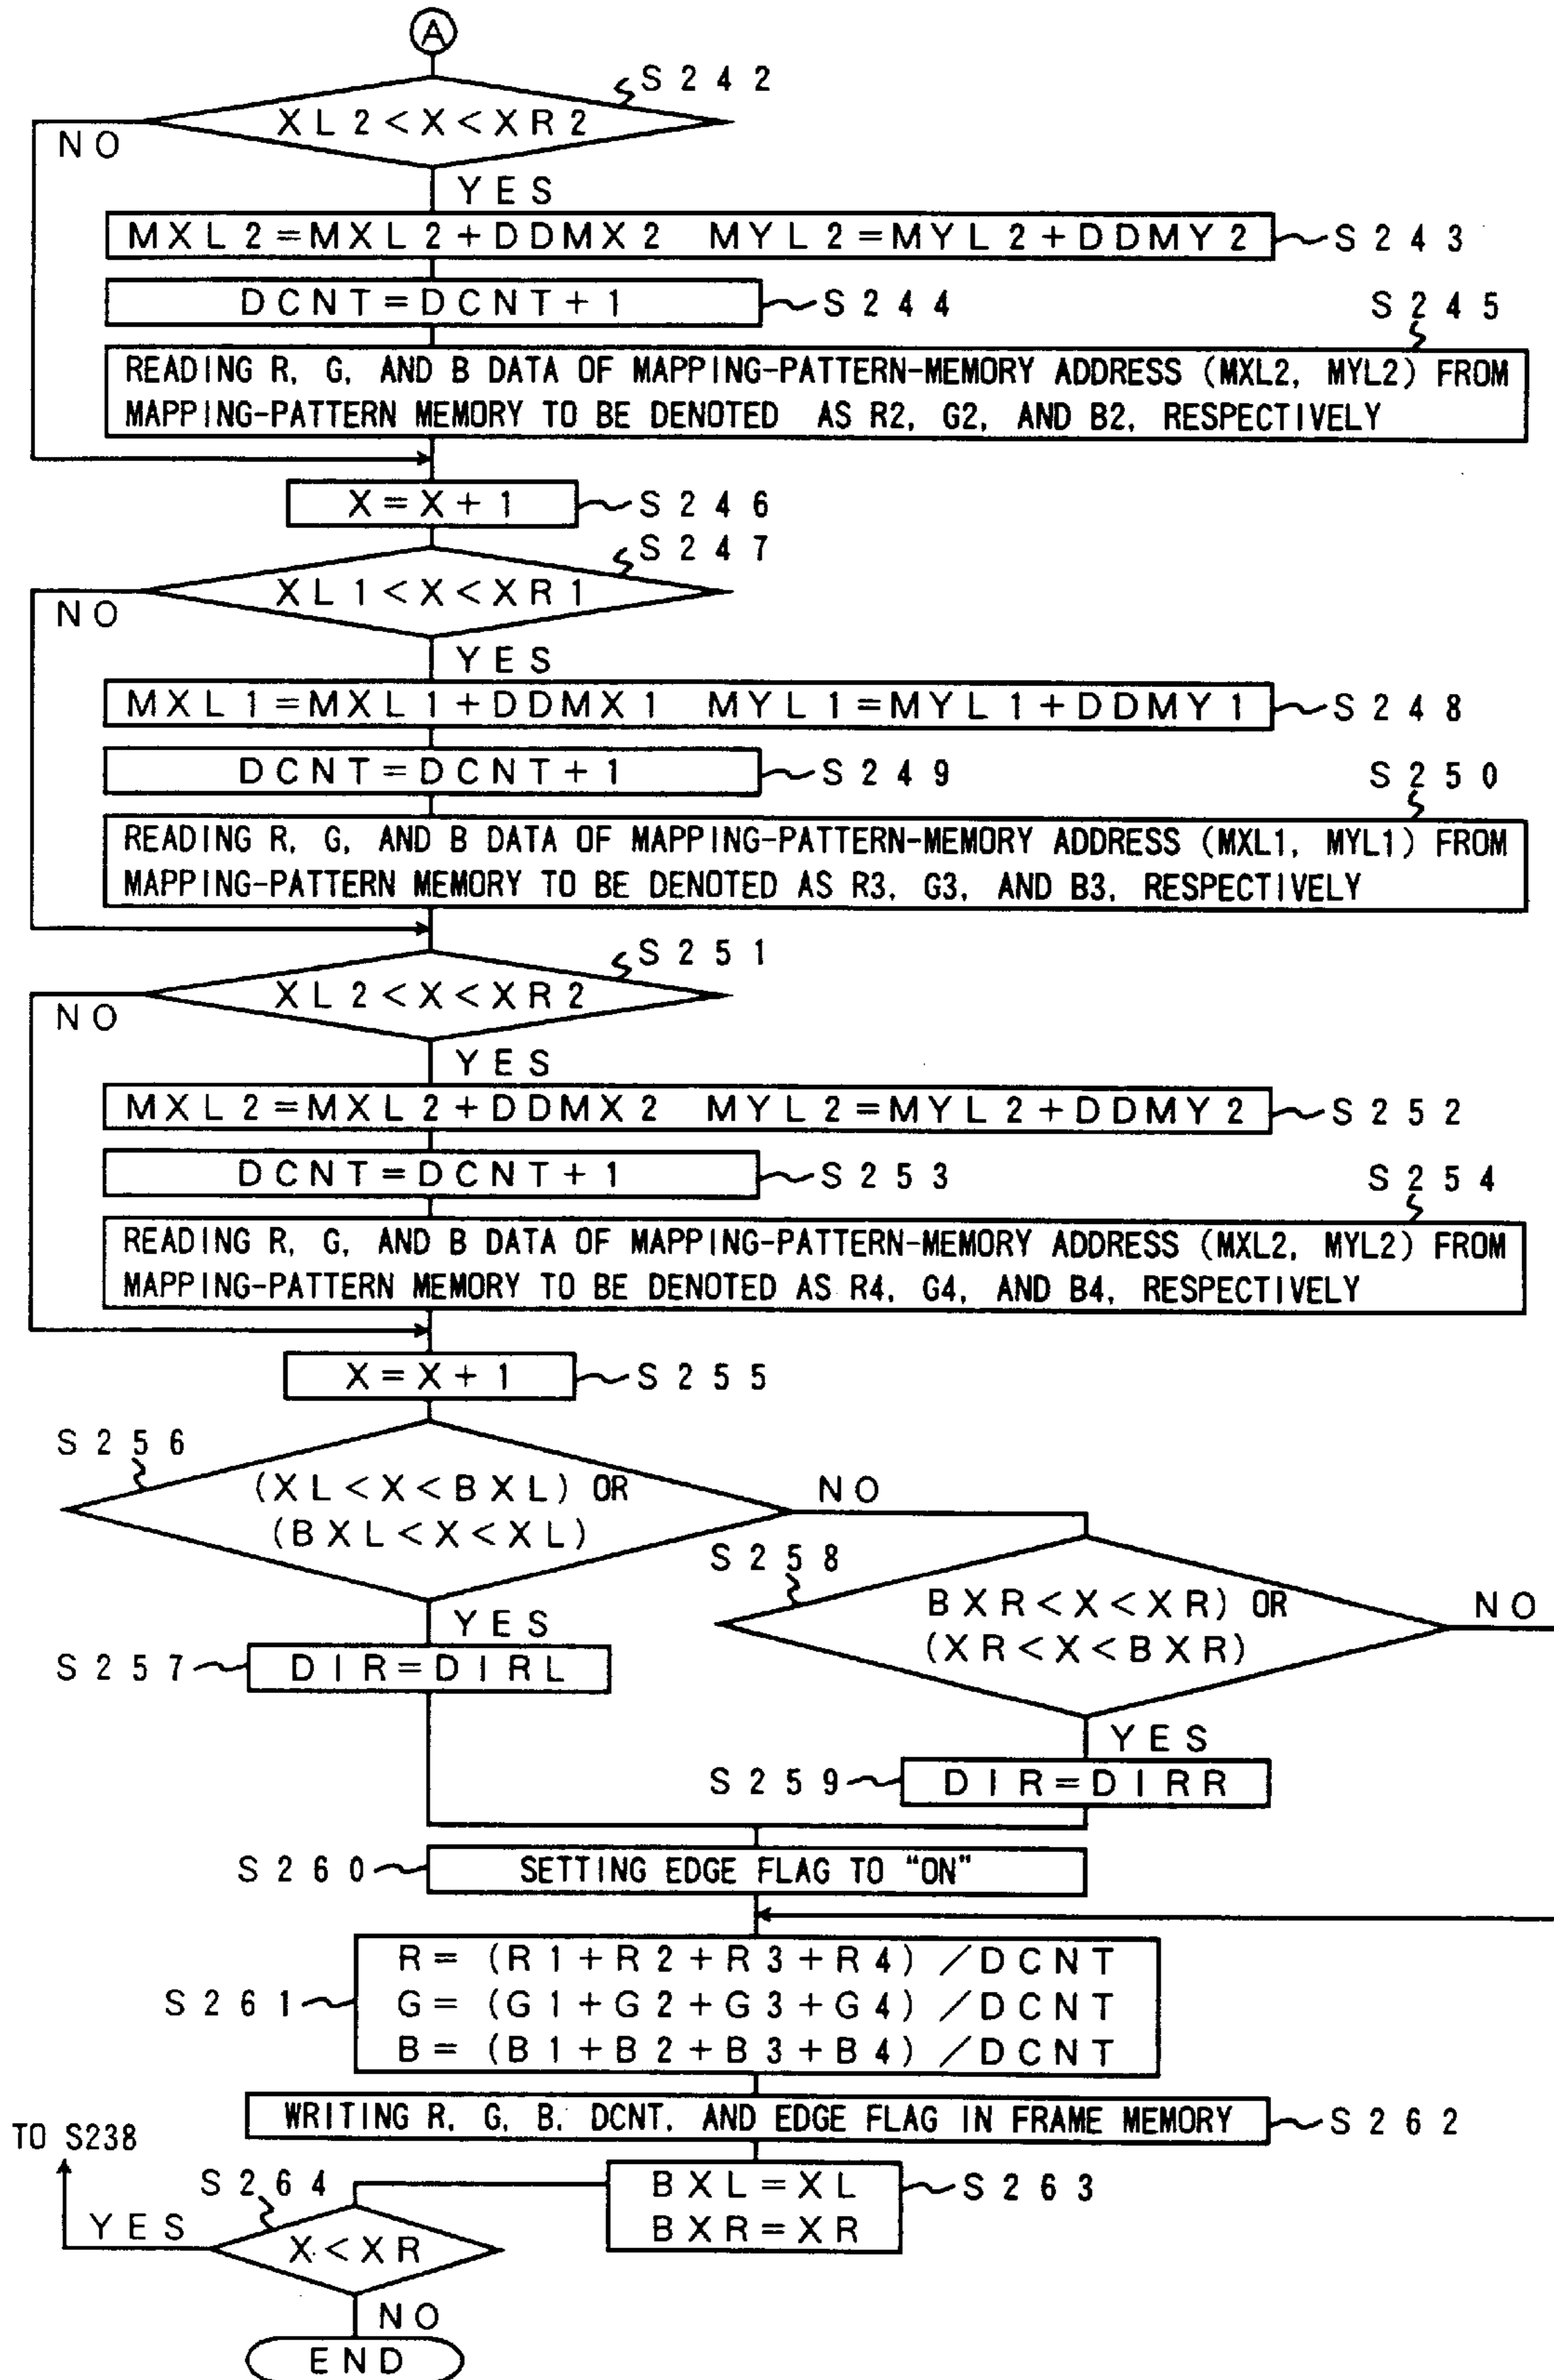 A
S242
XL2<X<XR2
NO
YES
MXL2=MXL2+DDMX2 MYL2=MYL2+DDMY2
S243
DCNT=DCNT+1
S244
S245
READING R, G, AND B DATA OF MAPPING-PATTERN-MEMORY ADDRESS (MXL2, MYL2) FROM
MAPPING-PATTERN MEMORY TO BE DENOTED AS R2, G2, AND B2, RESPECTIVELY
X=X+1
S246
S247
XL1<X<XR1
NO
YES
MXL1=MXL1+DDMX1 MYL1=MYL1+DDMY1
S248
DCNT=DCNT+1
S249
S250
READING R, G, AND B DATA OF MAPPING-PATTERN-MEMORY ADDRESS (MXL1, MYL1) FROM
MAPPING-PATTERN MEMORY TO BE DENOTED AS R3, G3, AND B3, RESPECTIVELY
S251
XL2<X<XR2
NO
YES
MXL2=MXL2+DDMX2 MYL2=MYL2+DDMY2
S252
DCNT=DCNT+1
S253
S254
READING R, G, AND B DATA OF MAPPING-PATTERN-MEMORY ADDRESS (MXL2, MYL2) FROM
MAPPING-PATTERN MEMORY TO BE DENOTED AS R4, G4, AND B4, RESPECTIVELY
X=X+1
S255
S256
(XL<X<BXL) OR
(BXL<X<XL)
NO
YES
S258
BXR<X<XR) OR
(XR<X<BXR)
NO
S257
DIR=DIRL
YES
S259
DIR=DIRR
S260
SETTING EDGE FLAG TO "ON"
S261
R=(R1+R2+R3+R4)/DCNT
G=(G1+G2+G3+G4)/DCNT
B=(B1+B2+B3+B4)/DCNT
WRITING R, G, B, DCNT, AND EDGE FLAG IN FRAME MEMORY
S262
TO S238
BXL=XL
BXR=XR
S263
S264
YES
X<XR
NO
END